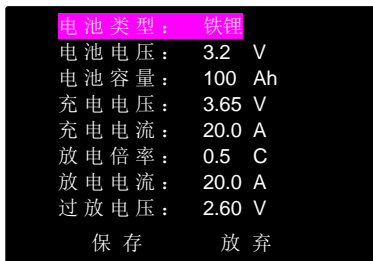 电池类型：铁锂
电池电压：3.2 V
电池容量：100 Ah
充电电压：3.65 V
充电电流：20.0 A
放电倍率：0.5 C
放电电流：20.0 A
过放电压：2.60 V
保存 放弃